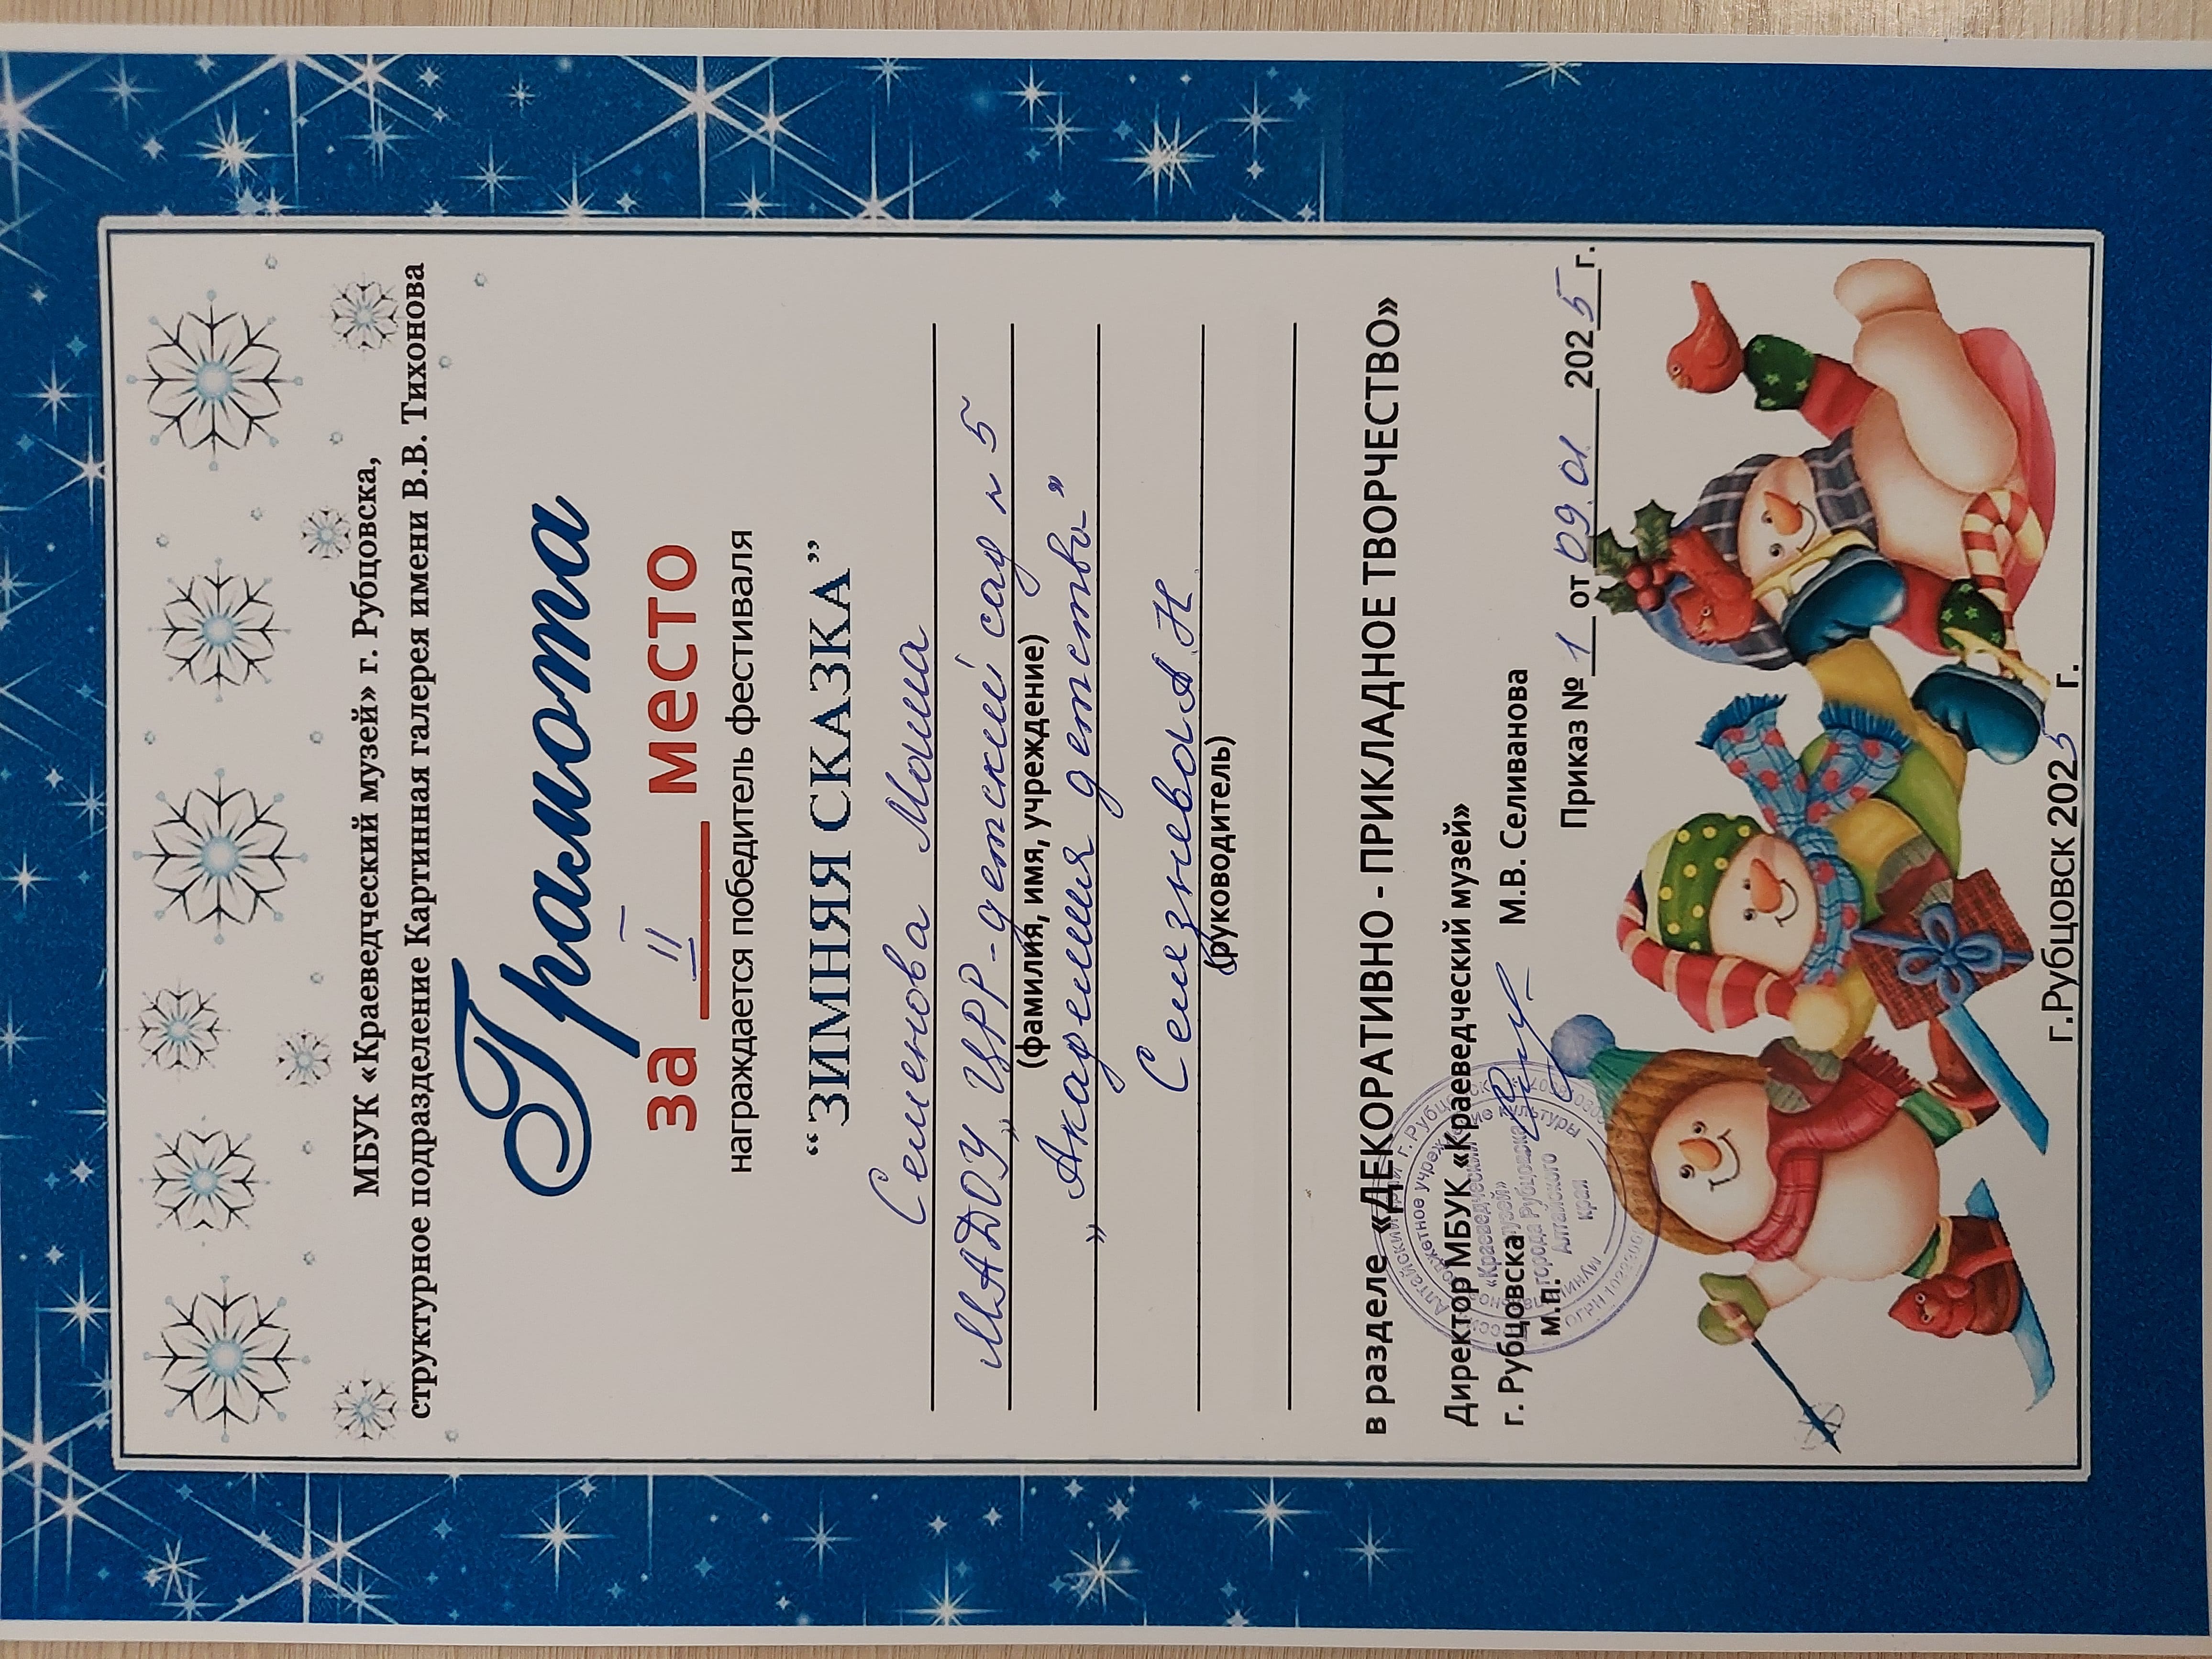 МБУК «Краеведческий музей» г. Рубцовска,
структурное подразделение Картинная галерея имени В.В. Тихонова
Грамота
за II место
награждается победитель фестиваля
“ЗИМНЯЯ СКАЗКА”
Семенова Маша
МАДОУ „ЦРР - детский сад № 5
(фамилия, имя, учреждение)
„Академия детства"
Селезнева А.Н.
(руководитель)
в разделе «ДЕКОРАТИВНО - ПРИКЛАДНОЕ ТВОРЧЕСТВО»
Директор МБУК «Краеведческий музей»
г. Рубцовска М.В. Селиванова
м.п.
Приказ № 1 от 09.01 2025 г.
г.Рубцовск 2025 г.